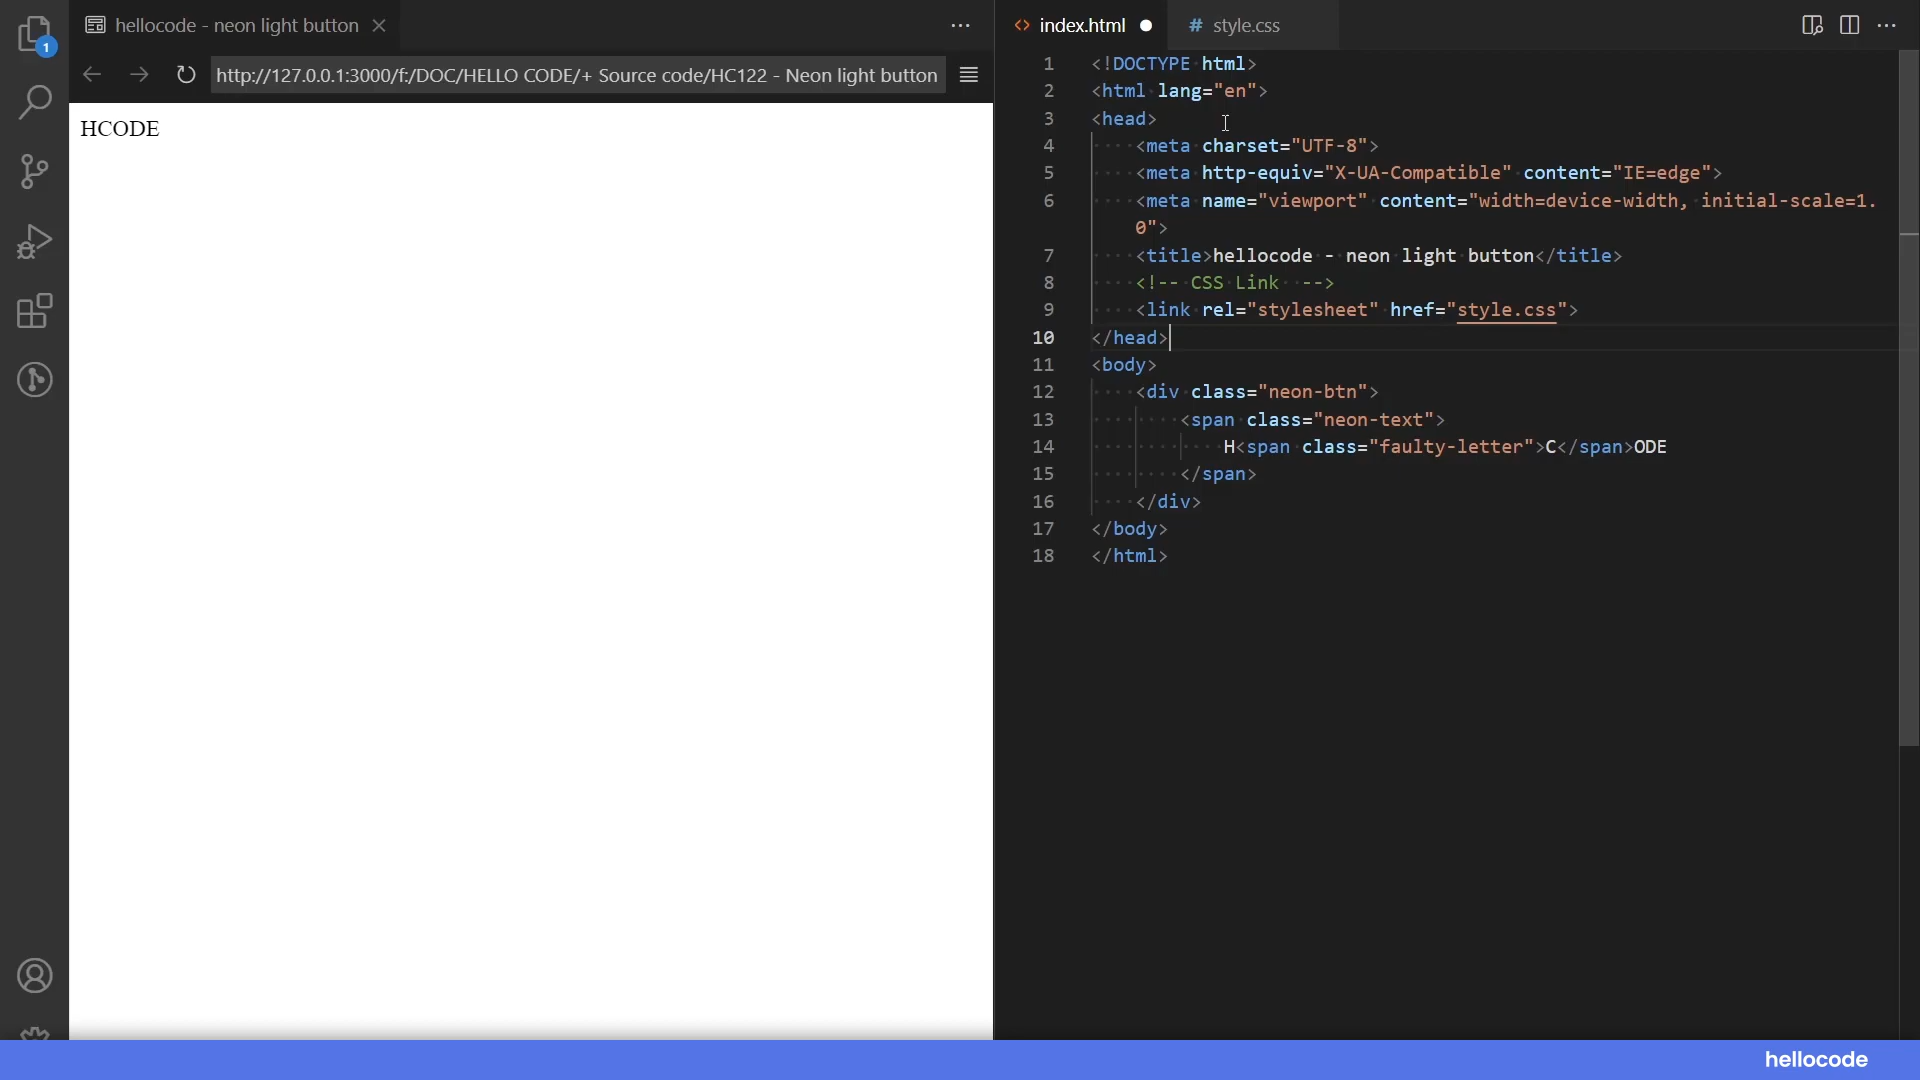 hellocode - neon light button
index.html
# style.css
1
http://127.0.0.1:3000/f:/DOC/HELLO CODE/+ Source code/HC122 - Neon light button
HCODE
1 <!DOCTYPE html>
2 <html lang="en">
3 <head>
4 <meta charset="UTF-8">
5 <meta http-equiv="X-UA-Compatible" content="IE=edge">
6 <meta name="viewport" content="width=device-width, initial-scale=1.
0">
7 <title>hellocode - neon light button</title>
8 <!-- CSS Link  -->
9 <link rel="stylesheet" href="style.css">
10 </head>
11 <body>
12 <div class="neon-btn">
13 <span class="neon-text">
14 H<span class="faulty-letter">C</span>ODE
15 </span>
16 </div>
17 </body>
18 </html>
hellocode